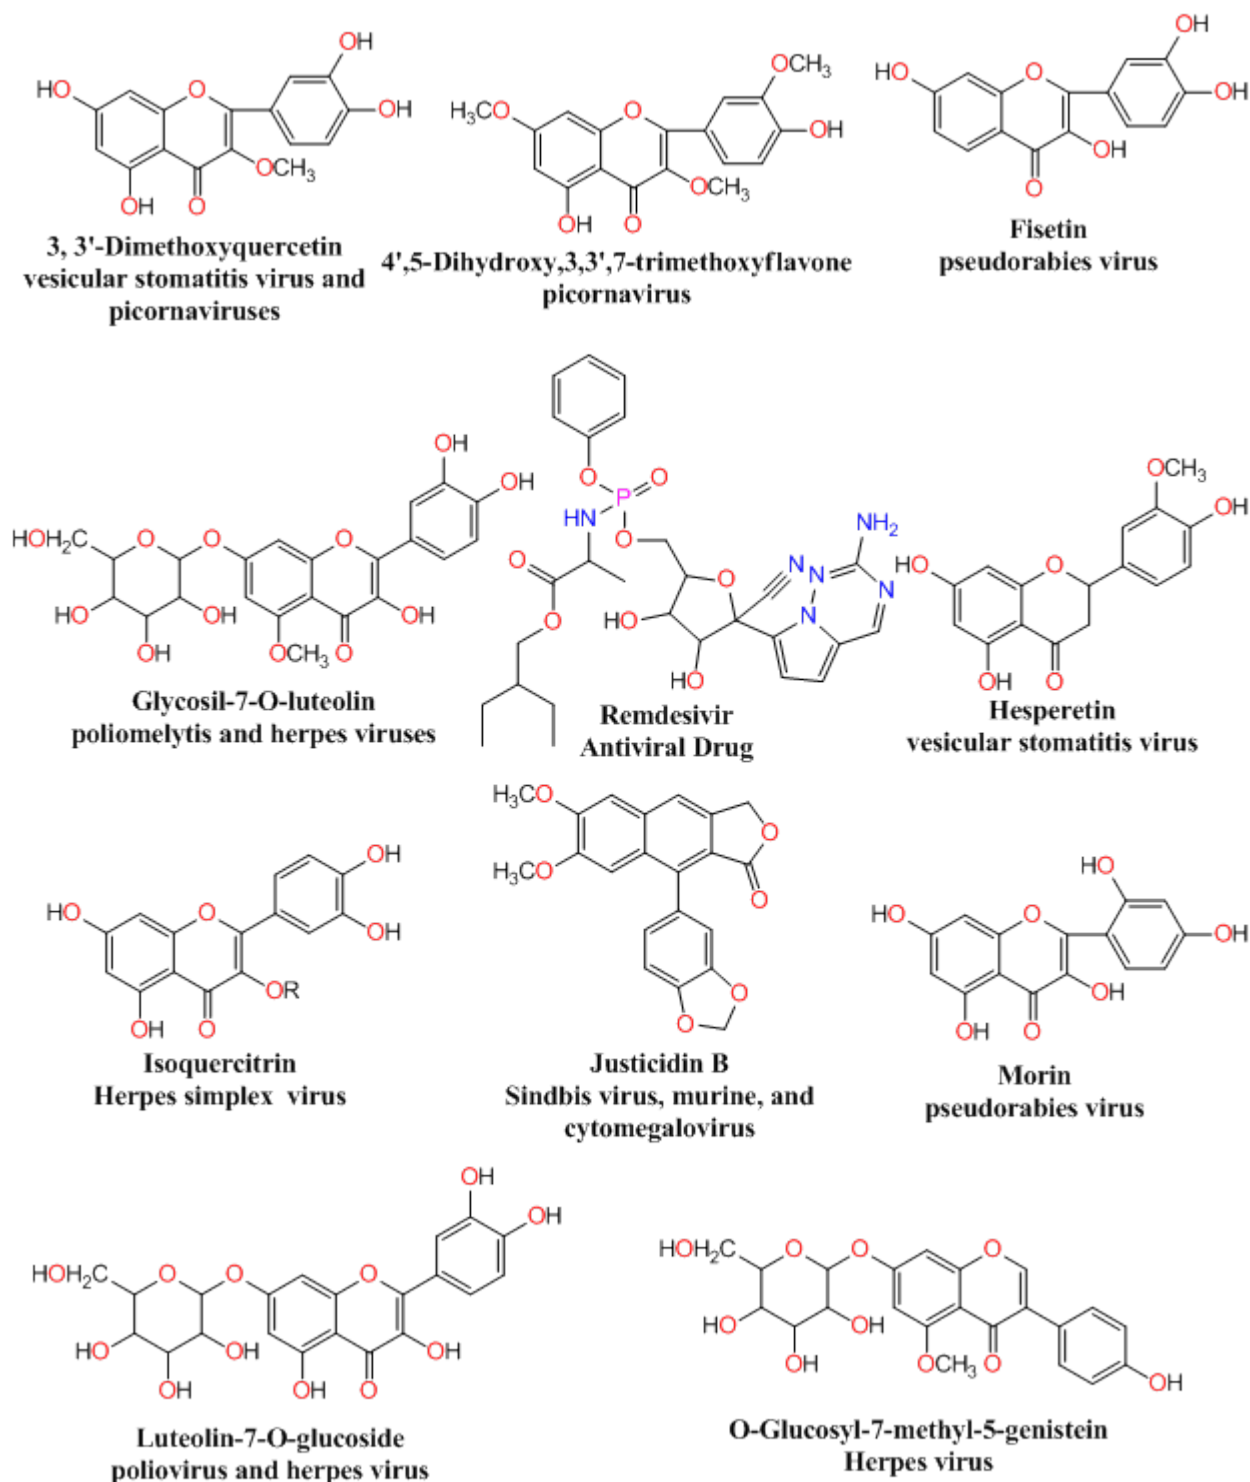 OH
HO
O
OH
OCH3
OH
O
3, 3'-Dimethoxyquercetin
vesicular stomatitis virus and
picornaviruses
OCH3
H3CO
O
OH
OCH3
OH
O
4',5-Dihydroxy,3,3',7-trimethoxyflavone
picornavirus
OH
HO
O
OH
OH
O
Fisetin
pseudorabies virus
OH
OH
HOH2C
O
O
O
HO
OH
OH
OH
OCH3
O
Glycosil-7-O-luteolin
poliomelytis and herpes viruses
O
P
O
HN
O
NH2
O
O
N
N
N
N
O
HO
HO
Remdesivir
Antiviral Drug
OCH3
OH
HO
O
OH
O
Hesperetin
vesicular stomatitis virus
OH
HO
O
OH
OR
OH
O
Isoquercitrin
Herpes simplex virus
H3CO
O
H3CO
O
O
O
Justicidin B
Sindbis virus, murine, and
cytomegalovirus
HO
HO
O
OH
OH
OH
O
Morin
pseudorabies virus
OH
OH
HOH2C
O
O
O
HO
OH
OH
OH
OH
O
Luteolin-7-O-glucoside
poliovirus and herpes virus
HOH2C
O
O
O
HO
OH
OH
OCH3
O
OH
O-Glucosyl-7-methyl-5-genistein
Herpes virus